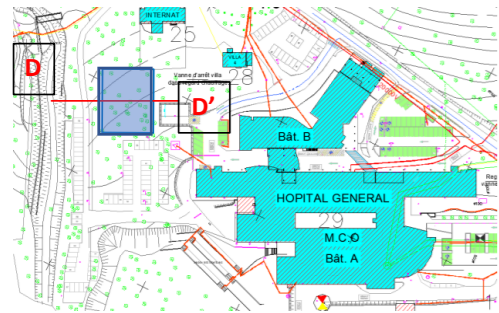 INTERNAT
25
VILLA
28
D
Vanne d'arrêt villa
D'
Bât. B
HOPITAL GENERAL
29
M.C.O
Bât. A